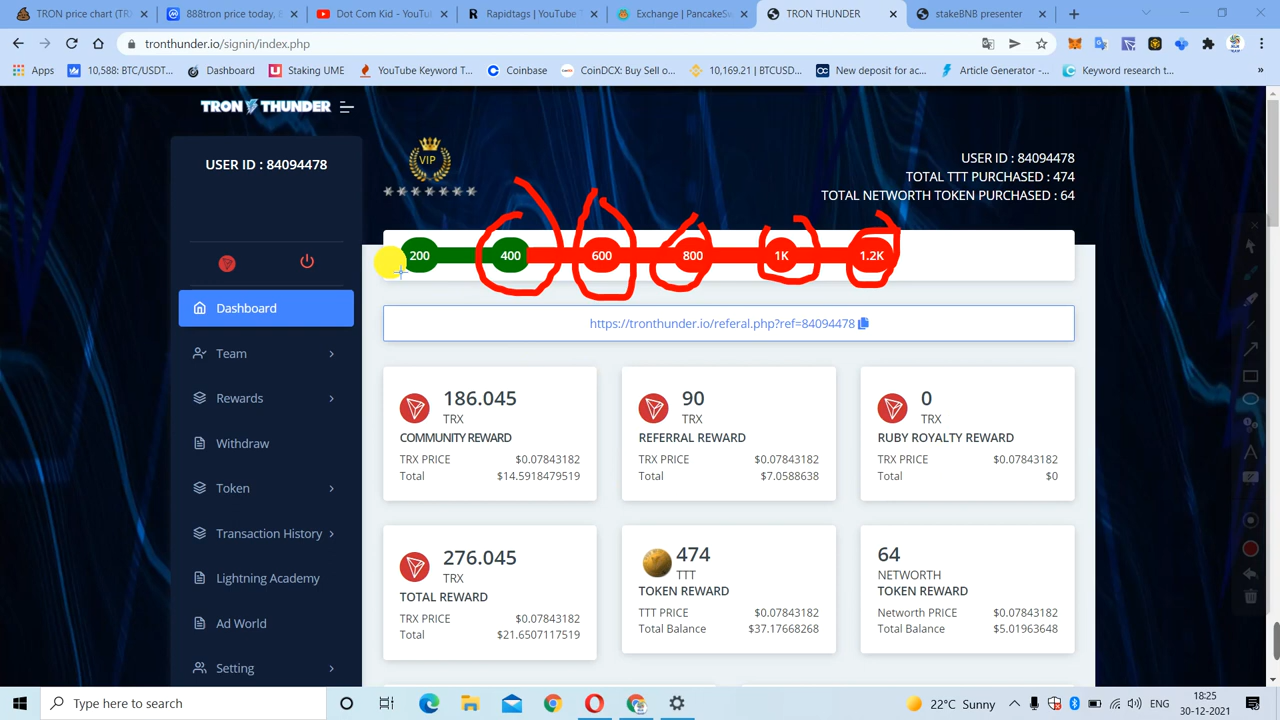 TRON price chart (TR)
888tron price today, B
Dot Com Kid - YouTub
Rapidtags | YouTube T
Exchange | PancakeSw
TRON THUNDER
stakeBNB presenter
tronthunder.io/signin/index.php
Apps
10,588: BTC/USDT...
Dashboard
Staking UME
YouTube Keyword T...
Coinbase
CoinDCX: Buy Sell o...
10,169.21 | BTCUSD...
New deposit for ac...
Article Generator -...
Keyword research t...
TRON THUNDER
USER ID : 84094478
VIP
USER ID : 84094478
TOTAL TTT PURCHASED : 474
TOTAL NETWORTH TOKEN PURCHASED : 64
200 400 600 800 1K 1.2K
https://tronthunder.io/referal.php?ref=84094478
Dashboard
Team
Rewards
Withdraw
Token
Transaction History
Lightning Academy
Ad World
Setting
186.045
TRX
COMMUNITY REWARD
TRX PRICE $0.07843182
Total $14.5918479519
90
TRX
REFERRAL REWARD
TRX PRICE $0.07843182
Total $7.0588638
0
TRX
RUBY ROYALTY REWARD
TRX PRICE $0.07843182
Total $0
276.045
TRX
TOTAL REWARD
TRX PRICE $0.07843182
Total $21.6507117519
474
TTT
TOKEN REWARD
TTT PRICE $0.07843182
Total Balance $37.17668268
64
NETWORTH
TOKEN REWARD
Networth PRICE $0.07843182
Total Balance $5.01963648
Type here to search
22°C Sunny
ENG
18:25
30-12-2021